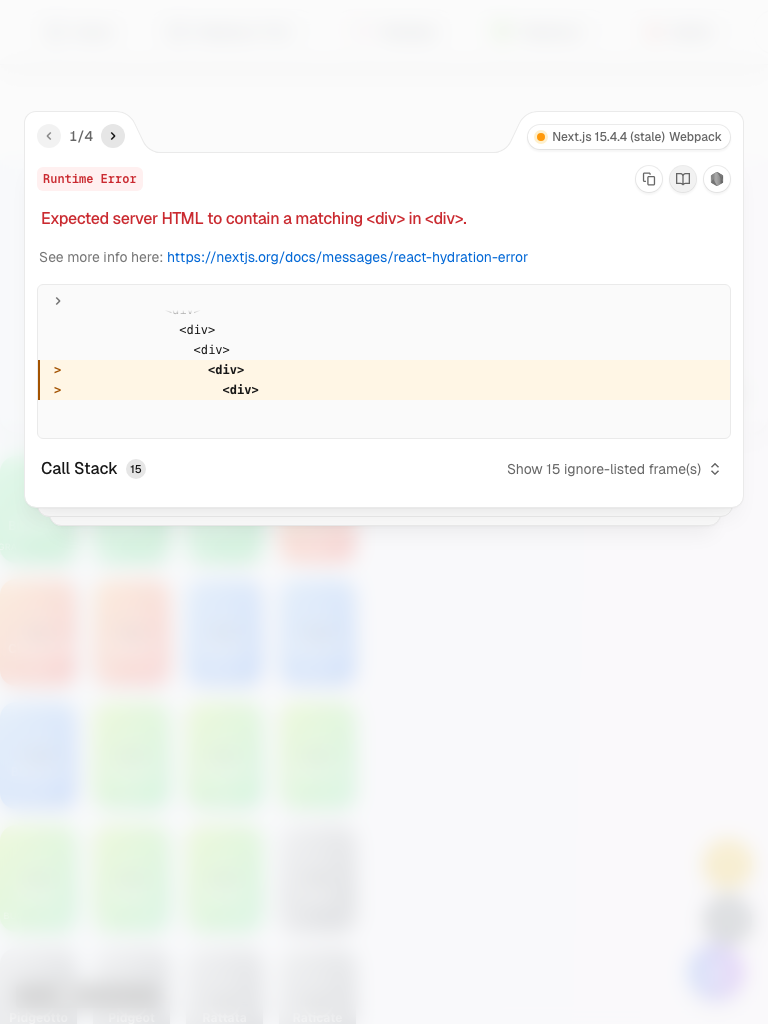 1/4
Next.js 15.4.4 (stale) Webpack
Runtime Error
Expected server HTML to contain a matching <div> in <div>.
See more info here: https://nextjs.org/docs/messages/react-hydration-error
<div>
<div>
<div>
> <div>
> <div>
Call Stack 15
Show 15 ignore-listed frame(s)